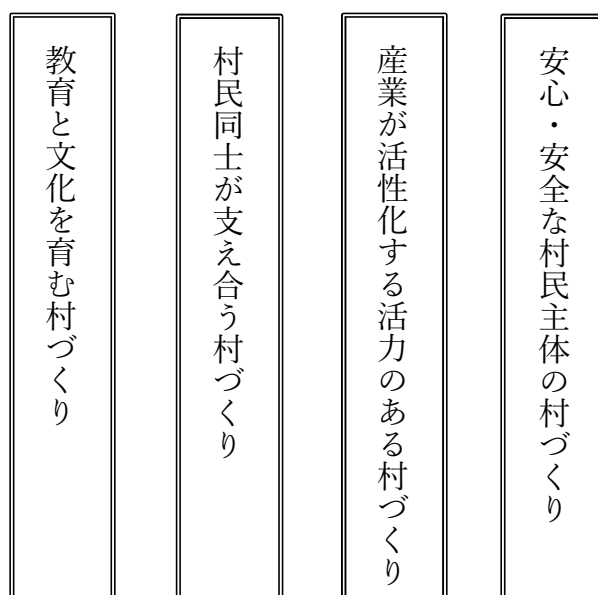 安心・安全な村民主体の村づくり
産業が活性化する活力のある村づくり
村民同士が支え合う村づくり
教育と文化を育む村づくり